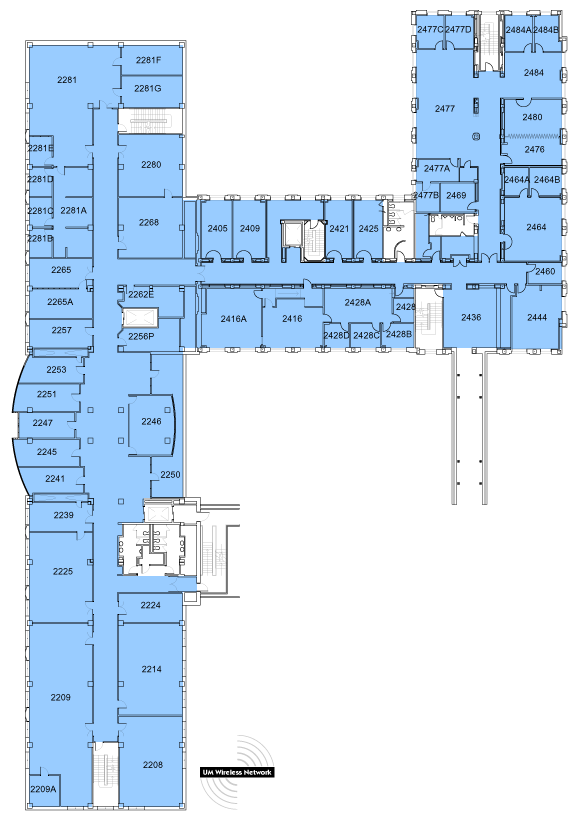 2477C
2477D
2484A
2484B
2281F
2281
2484
2281G
2477
2480
2281E
2476
2280
2477A
2281D
2464A
2464B
2477B
2469
2281C
2281A
2268
2405
2409
2421
2425
2464
2281B
2265
2460
2262E
2265A
2428A
2428
2416A
2416
2436
2444
2257
2256P
2428D
2428C
2428B
2253
2251
2247
2246
2245
2241
2250
2239
2225
2224
2214
2209
2208
2209A
UM Wireless Network